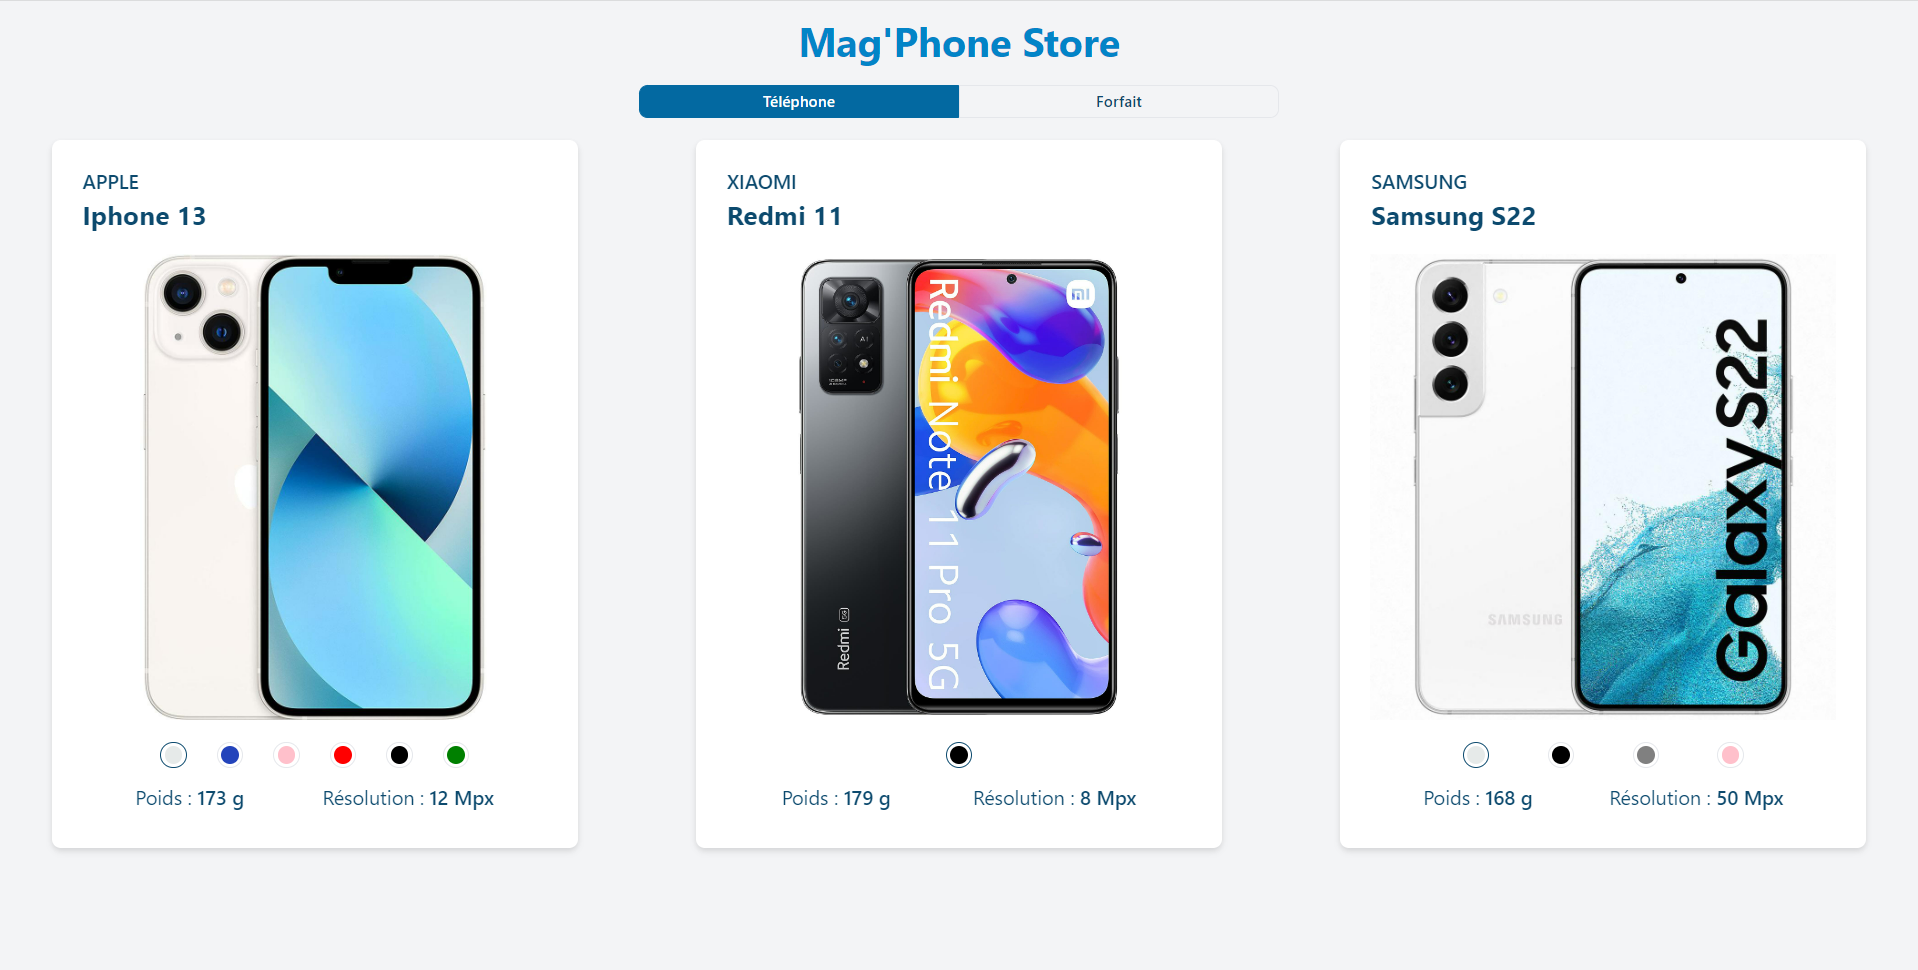 Mag'Phone Store
Téléphone
Forfait
APPLE
Iphone 13
Poids : 173 g
Résolution : 12 Mpx
XIAOMI
Redmi 11
AI
Redmi 5G
Redmi Note 11 Pro 5G
Poids : 179 g
Résolution : 8 Mpx
SAMSUNG
Samsung S22
SAMSUNG
Galaxy S22
Poids : 168 g
Résolution : 50 Mpx